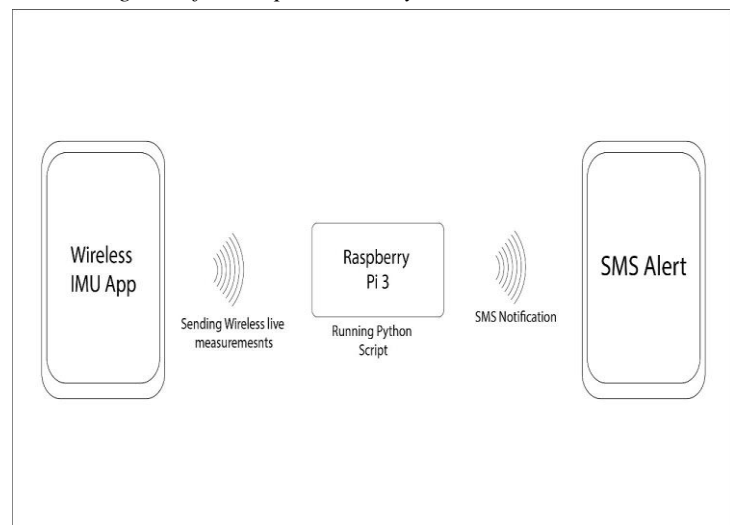 Wireless
IMU App
Sending Wireless live
measuremesnts
Raspberry
Pi 3
Running Python
Script
SMS Notification
SMS Alert